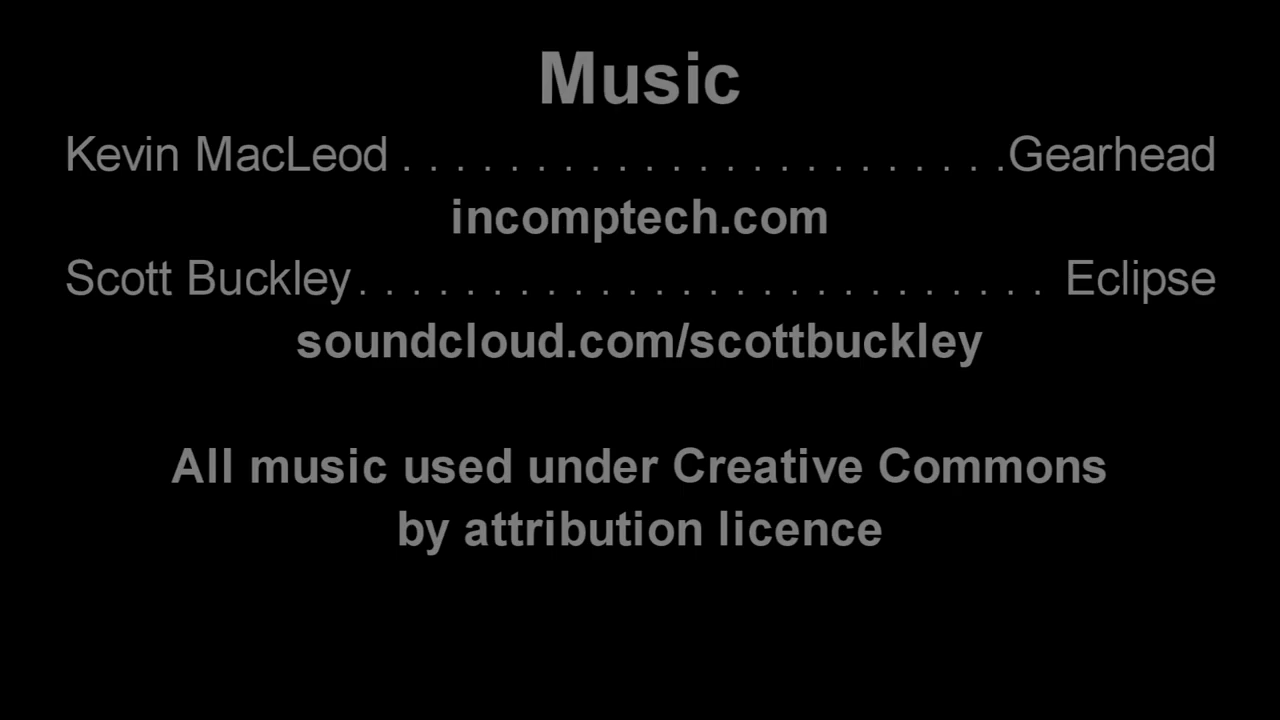 Music
Kevin MacLeod . . . . . . . . . . . . . . . . . . . . . . . Gearhead
incomptech.com
Scott Buckley . . . . . . . . . . . . . . . . . . . . . . . . . . Eclipse
soundcloud.com/scottbuckley
All music used under Creative Commons
by attribution licence